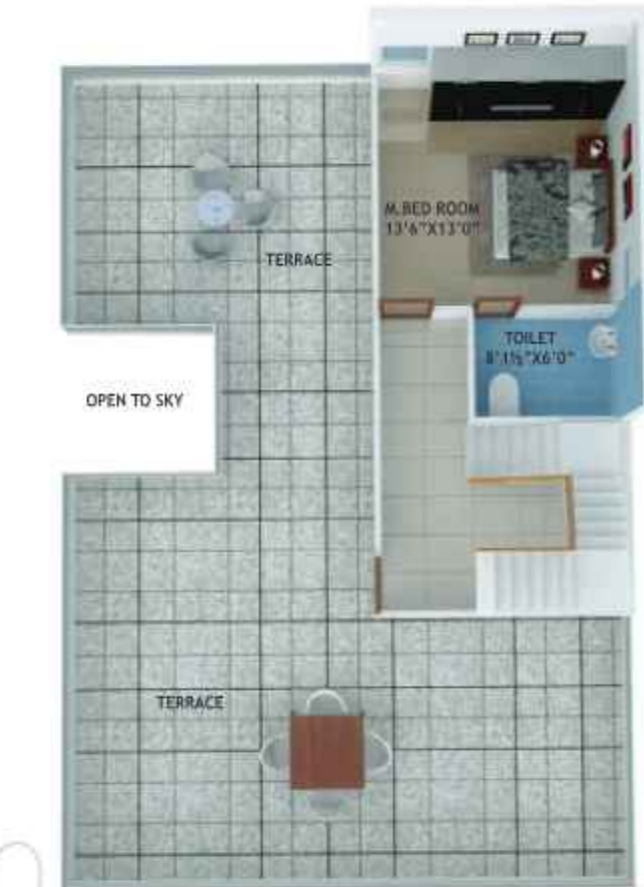 M.BED ROOM
13'6"X13'0"
TERRACE
TOILET
8'1½"X6'0"
OPEN TO SKY
TERRACE